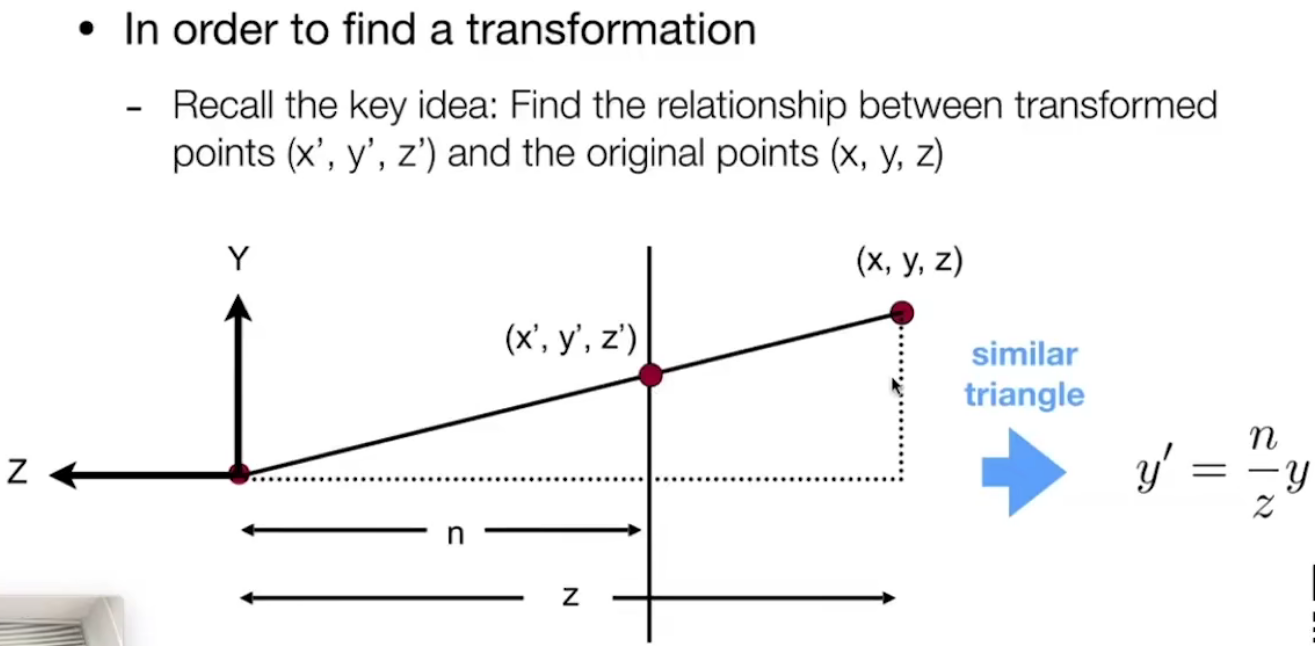 • In order to find a transformation
- Recall the key idea: Find the relationship between transformed
points (x’, y’, z’) and the original points (x, y, z)
Y
(x, y, z)
(x’, y’, z’)
similar
triangle
Z
y′ = n/z y
n
z